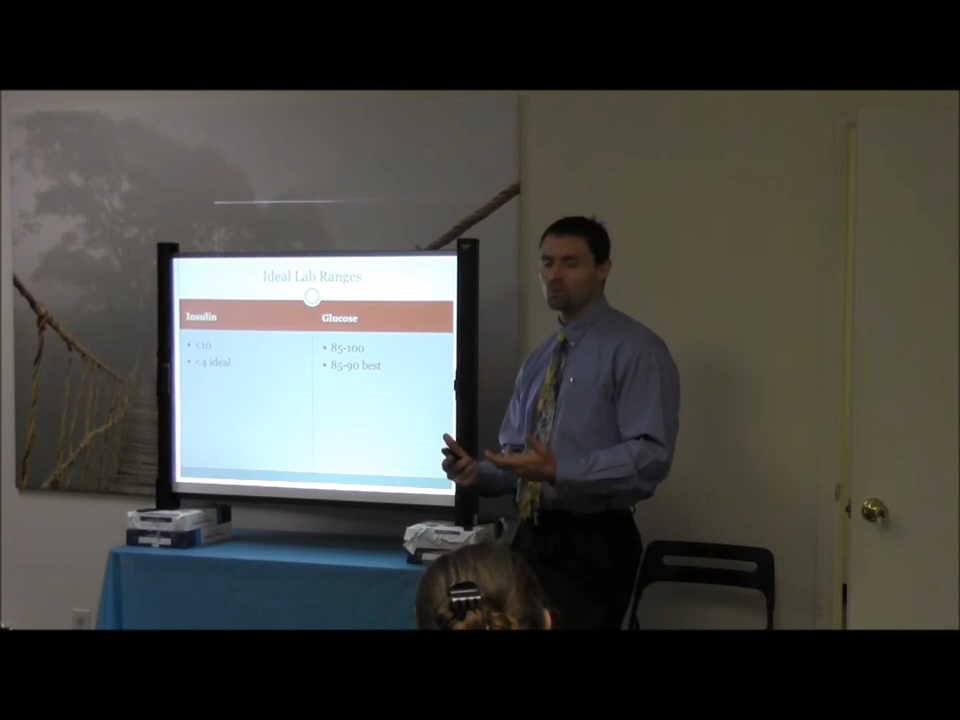 Ideal Lab Ranges
Insulin
Glucose
• <10
• <4 ideal
• 85-100
• 85-90 best